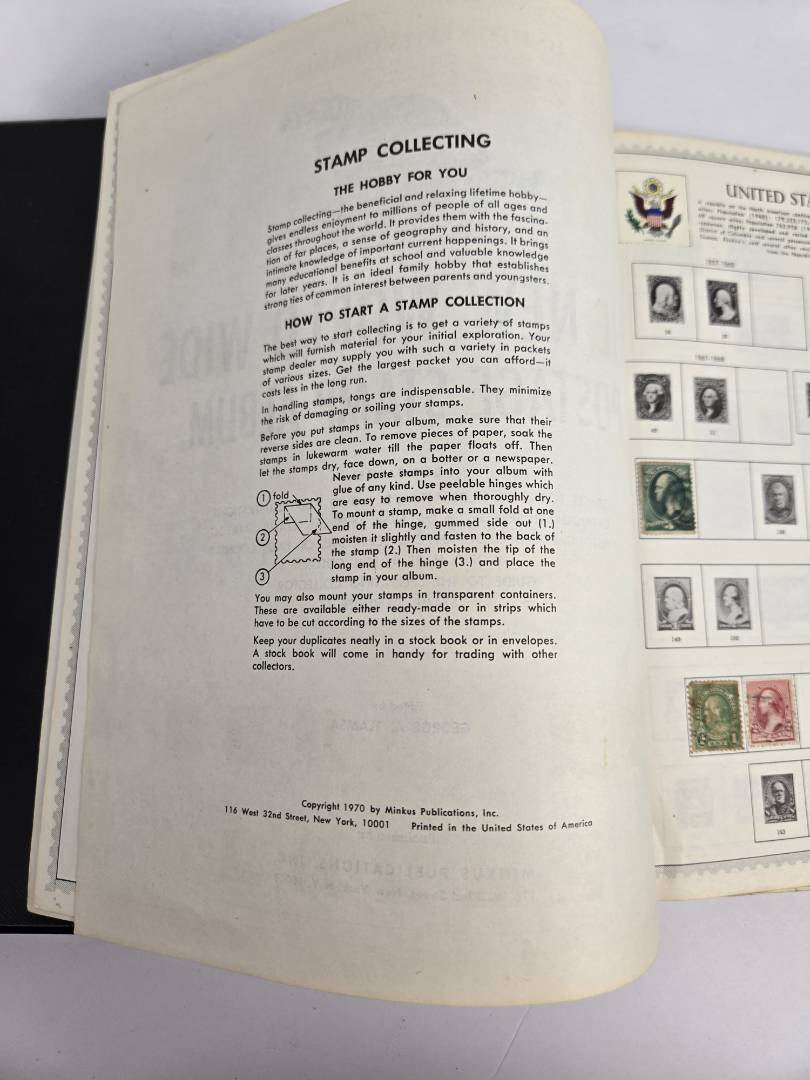 STAMP COLLECTING
THE HOBBY FOR YOU
Stamp collecting—the beneficial and relaxing lifetime hobby—
gives endless enjoyment to millions of people of all ages and
classes throughout the world. It provides them with the fascina-
tion of far places, a sense of geography and history, and an
intimate knowledge of important current happenings. It brings
many educational benefits at school and valuable knowledge
for later years. It is an ideal family hobby that establishes
strong ties of common interest between parents and youngsters.
HOW TO START A STAMP COLLECTION
The best way to start collecting is to get a variety of stamps
which will furnish material for your initial exploration. Your
stamp dealer may supply you with such a variety in packets
of various sizes. Get the largest packet you can afford—it
costs less in the long run.
In handling stamps, tongs are indispensable. They minimize
the risk of damaging or soiling your stamps.
Before you put stamps in your album, make sure that their
reverse sides are clean. To remove pieces of paper, soak the
stamps in lukewarm water till the paper floats off. Then
let the stamps dry, face down, on a botter or a newspaper.
Never paste stamps into your album with
glue of any kind. Use peelable hinges which
are easy to remove when thoroughly dry.
To mount a stamp, make a small fold at one
end of the hinge, gummed side out (1.)
moisten it slightly and fasten to the back of
the stamp (2.) Then moisten the tip of the
long end of the hinge (3.) and place the
stamp in your album.
1 fold
2
3
You may also mount your stamps in transparent containers.
These are available either ready-made or in strips which
have to be cut according to the sizes of the stamps.
Keep your duplicates neatly in a stock book or in envelopes.
A stock book will come in handy for trading with other
collectors.
Copyright 1970 by Minkus Publications, Inc.
116 West 32nd Street, New York, 10001 Printed in the United States of America
UNITED STA